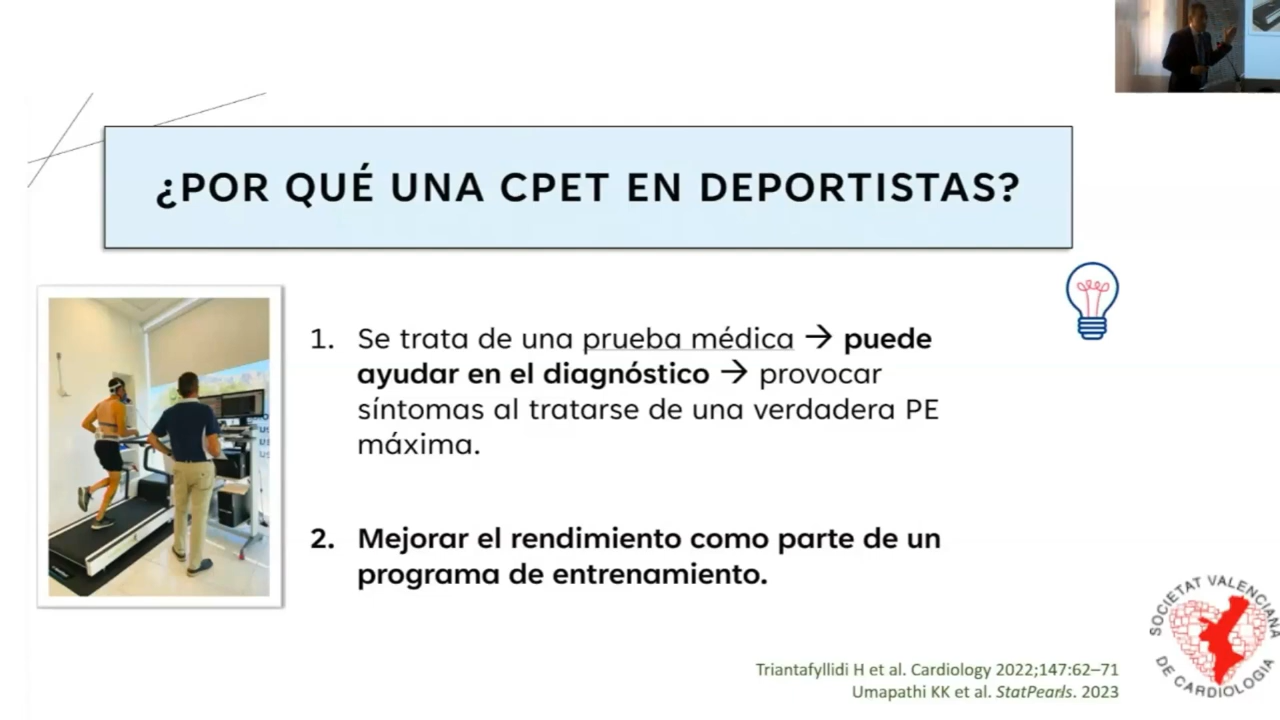 ¿POR QUÉ UNA CPET EN DEPORTISTAS?
1. Se trata de una prueba médica → puede
ayudar en el diagnóstico → provocar
síntomas al tratarse de una verdadera PE
máxima.
2. Mejorar el rendimiento como parte de un
programa de entrenamiento.
Triantafyllidi H et al. Cardiology 2022;147:62–71
Umapathi KK et al. StatPearls. 2023
SOCIETAT VALENCIANA
DE CARDIOLOGIA